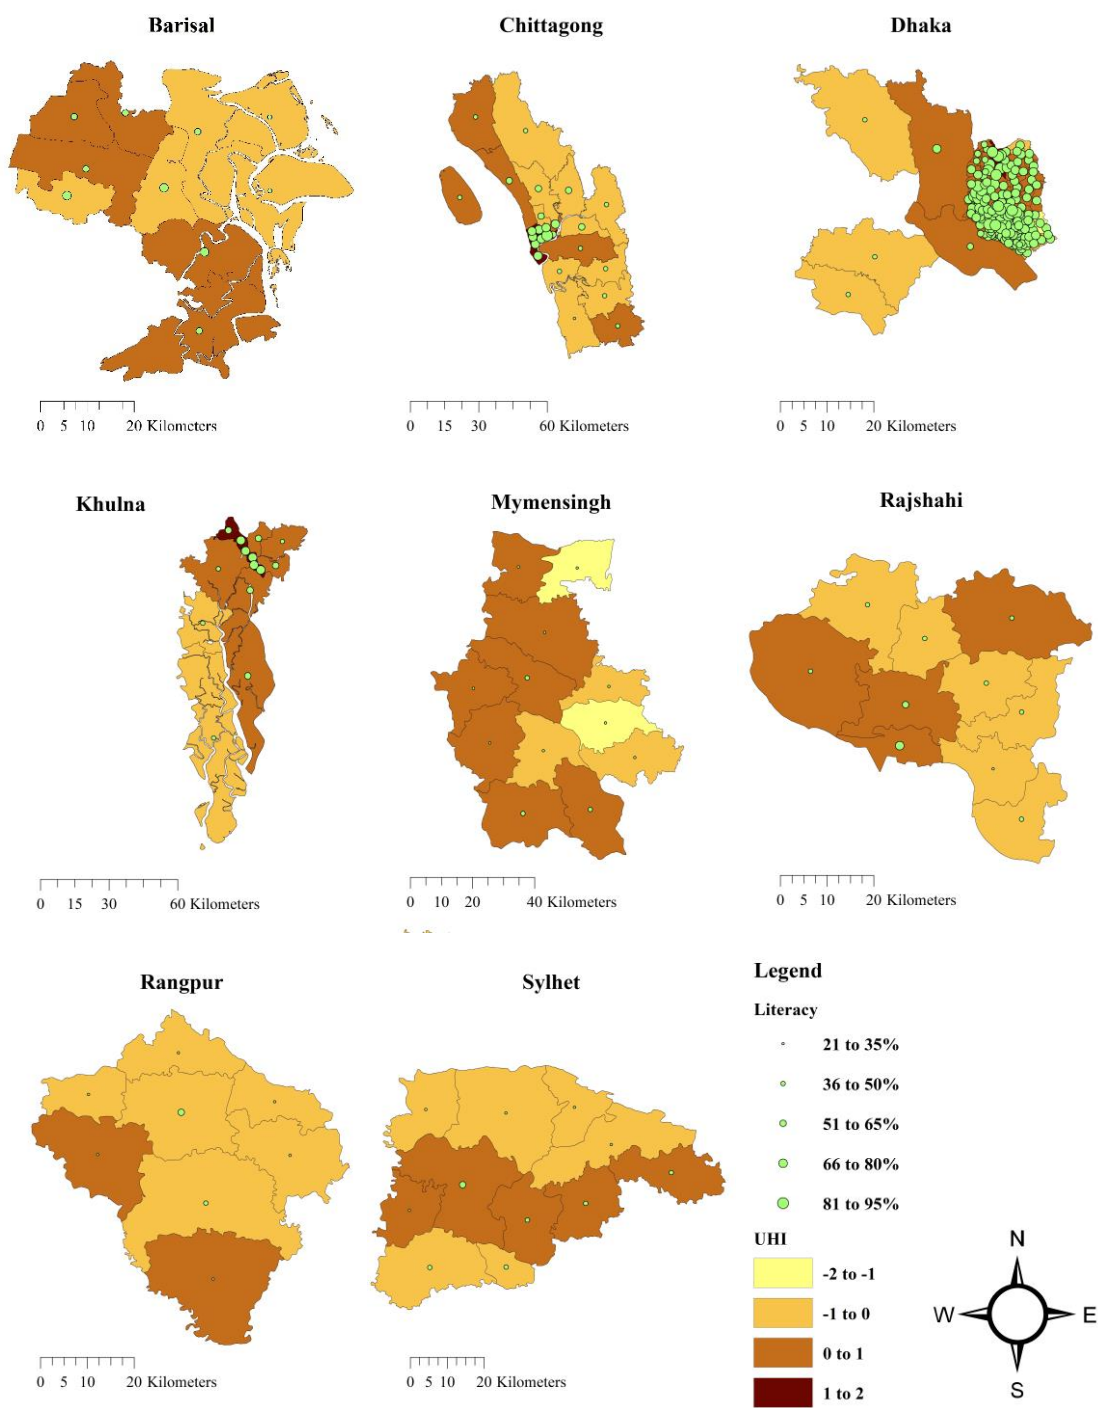 Barisal
Chittagong
Dhaka
0 5 10 20 Kilometers
0 15 30 60 Kilometers
0 5 10 20 Kilometers
Khulna
Mymensingh
Rajshahi
0 15 30 60 Kilometers
0 10 20 40 Kilometers
0 5 10 20 Kilometers
Rangpur
Sylhet
0 5 10 20 Kilometers
0 5 10 20 Kilometers
Legend
Literacy
21 to 35%
36 to 50%
51 to 65%
66 to 80%
81 to 95%
UHI
-2 to -1
-1 to 0
0 to 1
1 to 2
N
W E
S